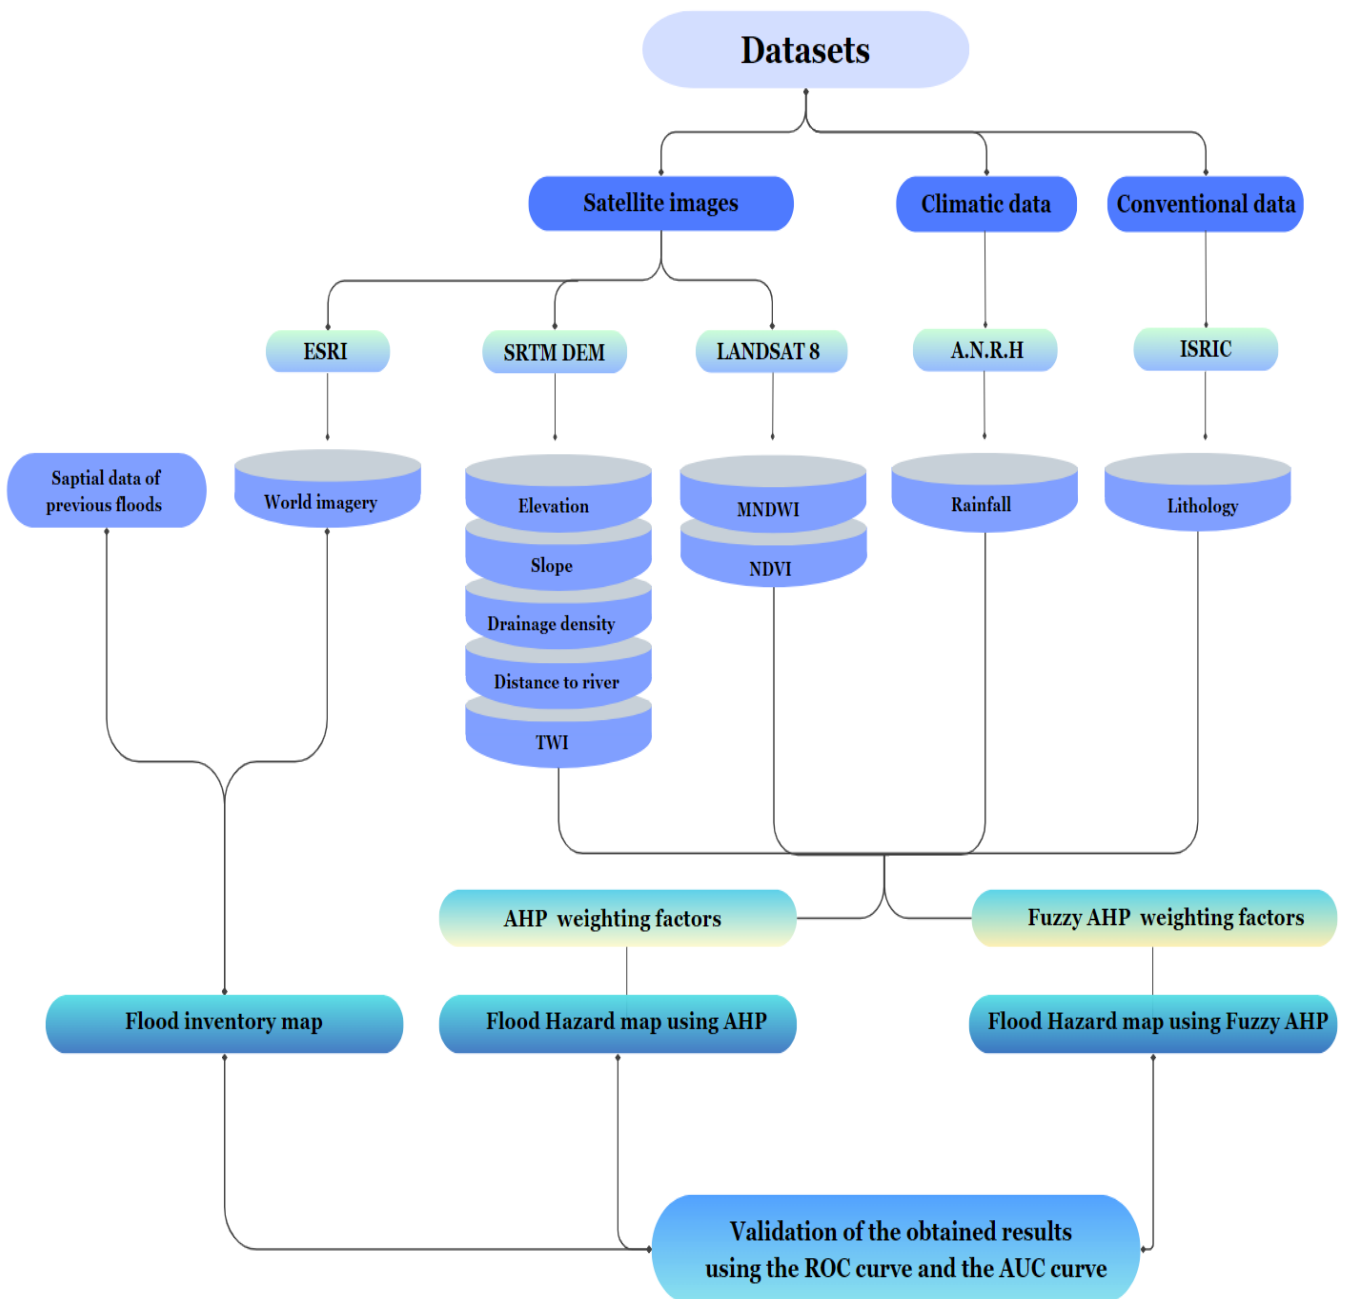 Datasets
Satellite images
Climatic data
Conventional data
ESRI
SRTM DEM
LANDSAT 8
A.N.R.H
ISRIC
Saptial data of
previous floods
World imagery
Elevation
Slope
Drainage density
Distance to river
TWI
MNDWI
NDVI
Rainfall
Lithology
AHP weighting factors
Fuzzy AHP weighting factors
Flood inventory map
Flood Hazard map using AHP
Flood Hazard map using Fuzzy AHP
Validation of the obtained results
using the ROC curve and the AUC curve